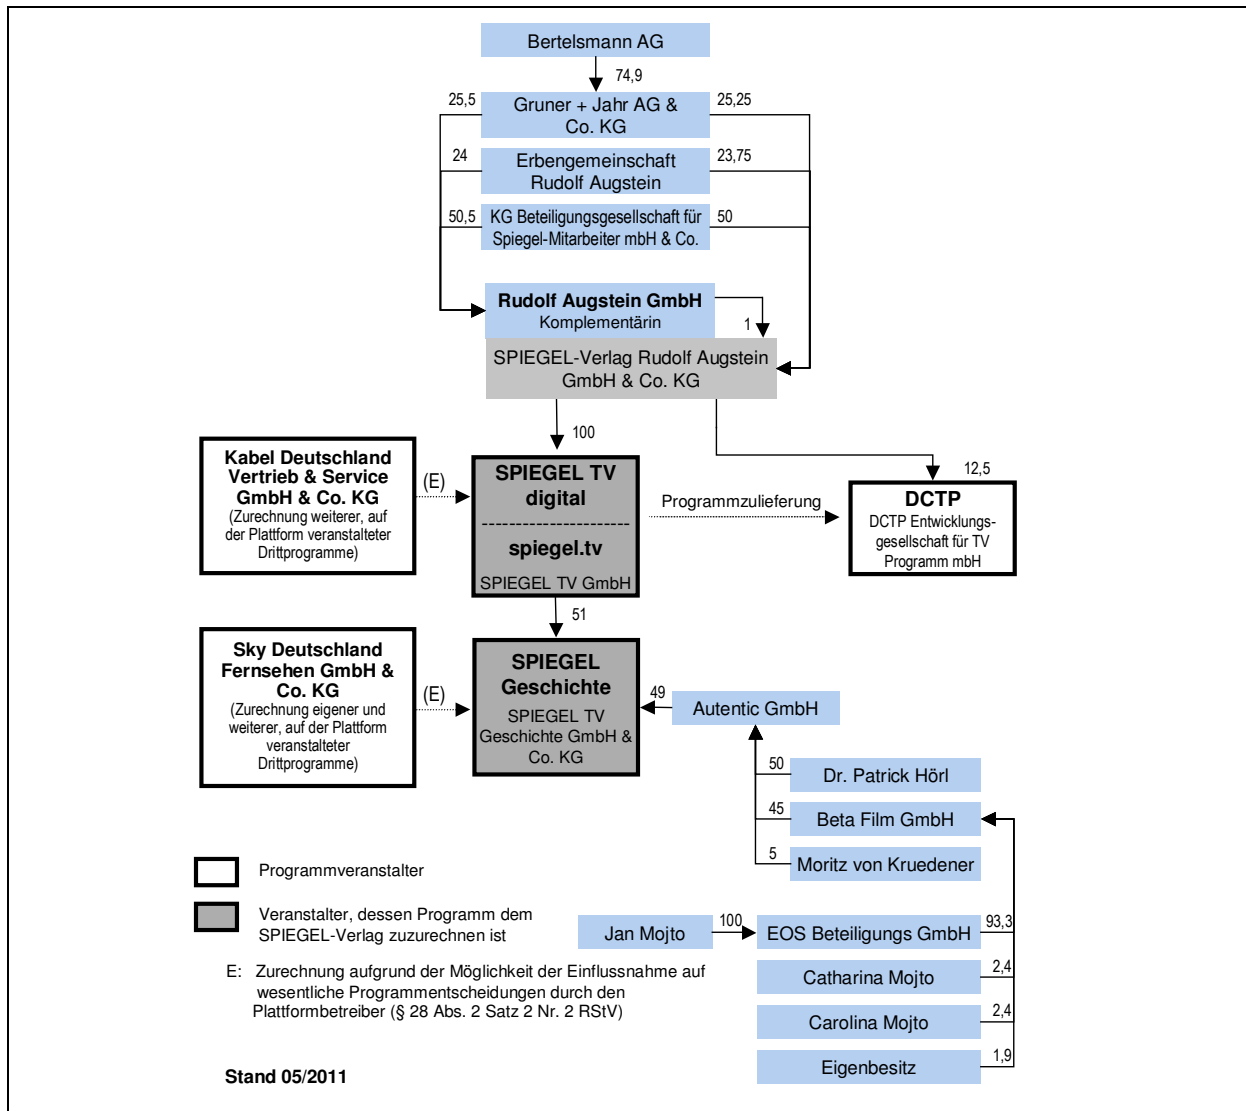 Bertelsmann AG
74,9
25,5
Gruner + Jahr AG &
Co. KG
25,25
24
Erbengemeinschaft
Rudolf Augstein
23,75
50,5
KG Beteiligungsgesellschaft für
Spiegel-Mitarbeiter mbH & Co.
50
Rudolf Augstein GmbH
Komplementärin
1
SPIEGEL-Verlag Rudolf Augstein
GmbH & Co. KG
100
12,5
Kabel Deutschland
Vertrieb & Service
GmbH & Co. KG
(Zurechnung weiterer, auf
der Plattform veranstalteter
Drittprogramme)
(E)
SPIEGEL TV
digital
------------------------
spiegel.tv
SPIEGEL TV GmbH
Programmzulieferung
DCTP
DCTP Entwicklungs-
gesellschaft für TV
Programm mbH
51
Sky Deutschland
Fernsehen GmbH &
Co. KG
(Zurechnung eigener und
weiterer, auf der Plattform
veranstalteter
Drittprogramme)
(E)
SPIEGEL
Geschichte
SPIEGEL TV
Geschichte GmbH &
Co. KG
49
Autentic GmbH
50
Dr. Patrick Hörl
45
Beta Film GmbH
5
Moritz von Kruedener
Programmveranstalter
Veranstalter, dessen Programm dem
SPIEGEL-Verlag zuzurechnen ist
Jan Mojto
100
EOS Beteiligungs GmbH
93,3
Catharina Mojto
2,4
Carolina Mojto
2,4
Eigenbesitz
1,9
E: Zurechnung aufgrund der Möglichkeit der Einflussnahme auf
wesentliche Programmentscheidungen durch den
Plattformbetreiber (§ 28 Abs. 2 Satz 2 Nr. 2 RStV)
Stand 05/2011